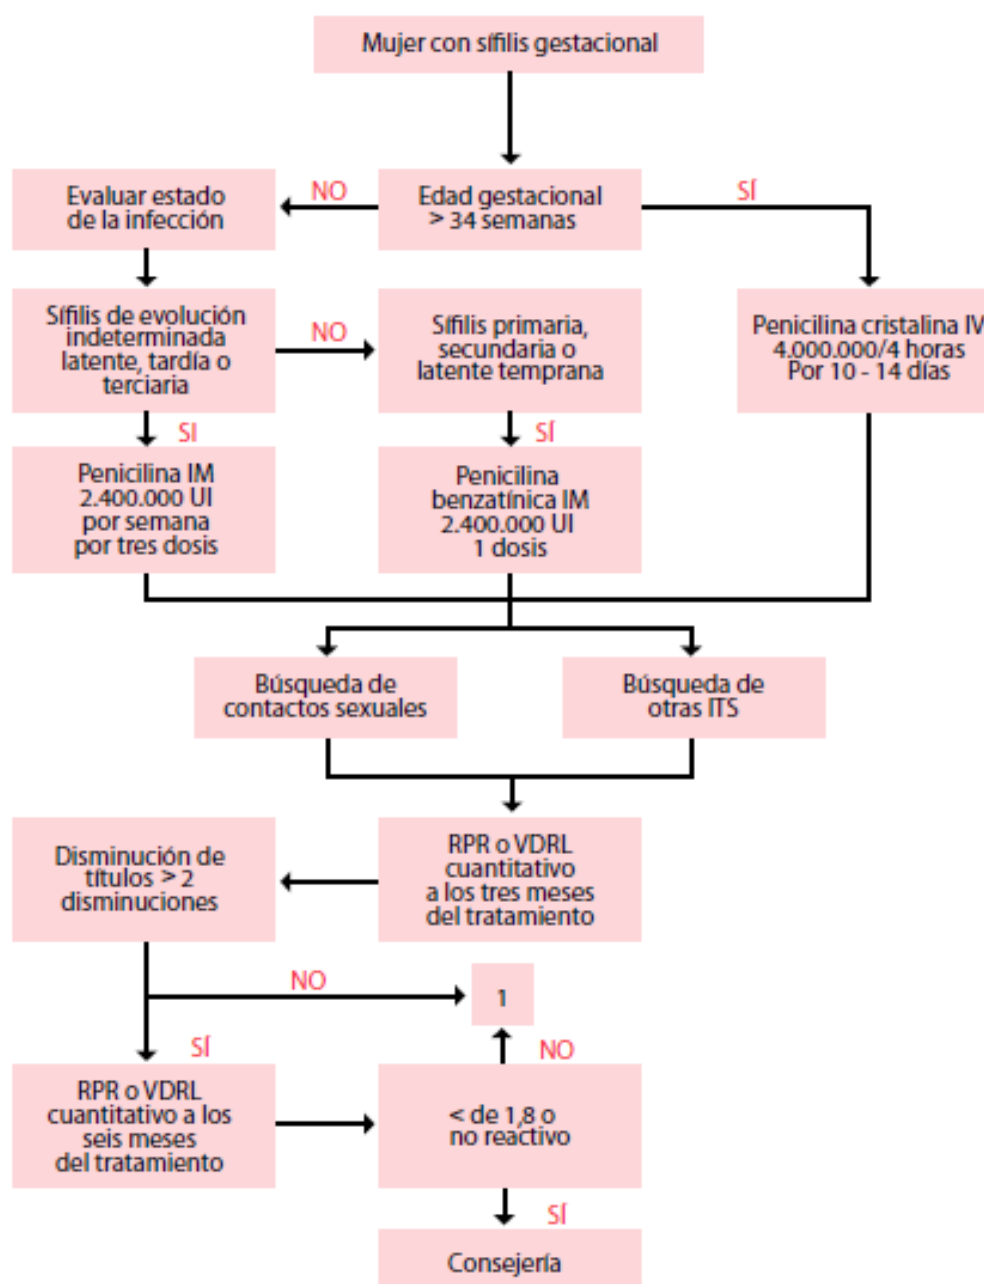 Mujer con sífilis gestacional
Evaluar estado
de la infección
NO
Edad gestacional
> 34 semanas
SÍ
Sífilis de evolución
indeterminada
latente, tardía o
terciaria
NO
Sífilis primaria,
secundaria o
latente temprana
Penicilina cristalina IV
4.000.000/4 horas
Por 10 - 14 días
SI
SÍ
Penicilina IM
2.400.000 UI
por semana
por tres dosis
Penicilina
benzatínica IM
2.400.000 UI
1 dosis
Búsqueda de
contactos sexuales
Búsqueda de
otras ITS
Disminución de
títulos > 2
disminuciones
RPR o VDRL
cuantitativo
a los tres meses
del tratamiento
NO
1
SÍ
NO
RPR o VDRL
cuantitativo a los
seis meses
del tratamiento
< de 1,8 o
no reactivo
SÍ
Consejería